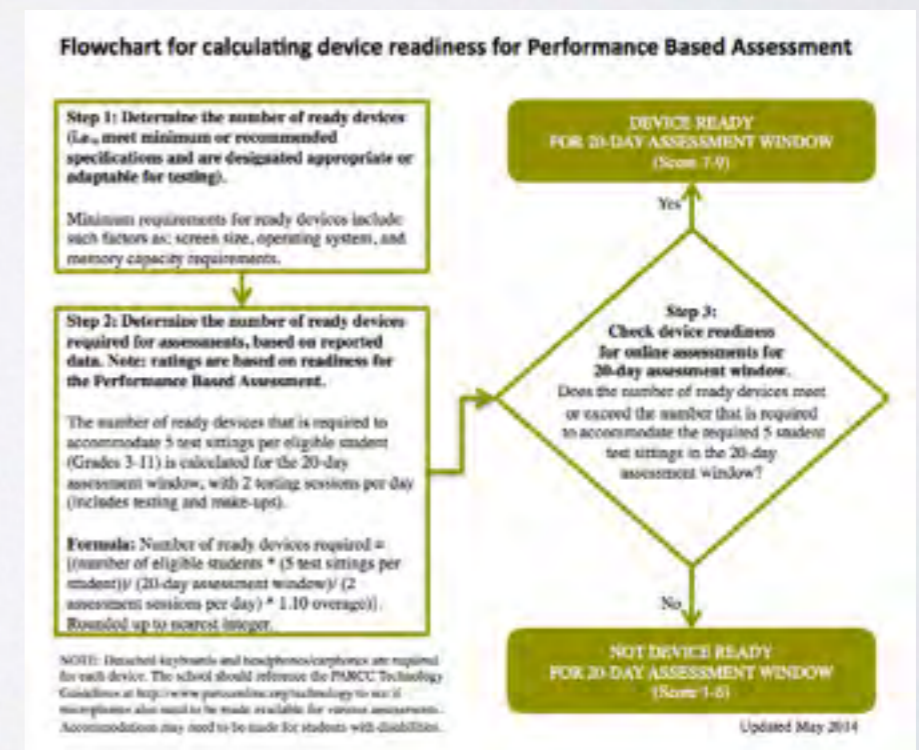 Flowchart for calculating device readiness for Performance Based Assessment
Step 1: Determine the number of ready devices
(i.e., meet minimum or recommended
specifications and are designated appropriate or
adaptable for testing).
Minimum requirements for ready devices include
such factors as: screen size, operating system, and
memory capacity requirements.
Step 2: Determine the number of ready devices
required for assessments, based on reported
data. Note: ratings are based on readiness for
the Performance Based Assessment.
The number of ready devices that is required to
accommodate 5 test sittings per eligible student
(Grades 3-11) is calculated for the 20-day
assessment window, with 2 testing sessions per day
(includes testing and make-ups).
Formula: Number of ready devices required =
[(number of eligible students * (5 test sittings per
student)/ (20-day assessment window)/ (2
assessment sessions per day) * 1.10 overage)].
Rounded up to nearest integer.
NOTE: Detached keyboards and headphones/earphones are required
for each device. The school should reference the PARCC Technology
Guidelines at http://www.parcconline.org/technology to see if
microphones also need to be made available for various assessments.
Accommodations may need to be made for students with disabilities.
DEVICE READY
FOR 20-DAY ASSESSMENT WINDOW
(Score 7-9)
Yes
Step 3:
Check device readiness
for online assessments for
20-day assessment window.
Does the number of ready devices meet
or exceed the number that is required
to accommodate the required 5 student
test sittings in the 20-day
assessment window?
No
NOT DEVICE READY
FOR 20-DAY ASSESSMENT WINDOW
(Score 1-6)
Updated May 2014